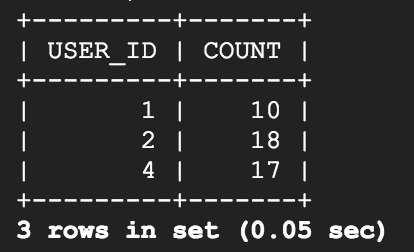 +---------+-------+
| USER_ID | COUNT |
+---------+-------+
|       1 |    10 |
|       2 |    18 |
|       4 |    17 |
+---------+-------+
3 rows in set (0.05 sec)